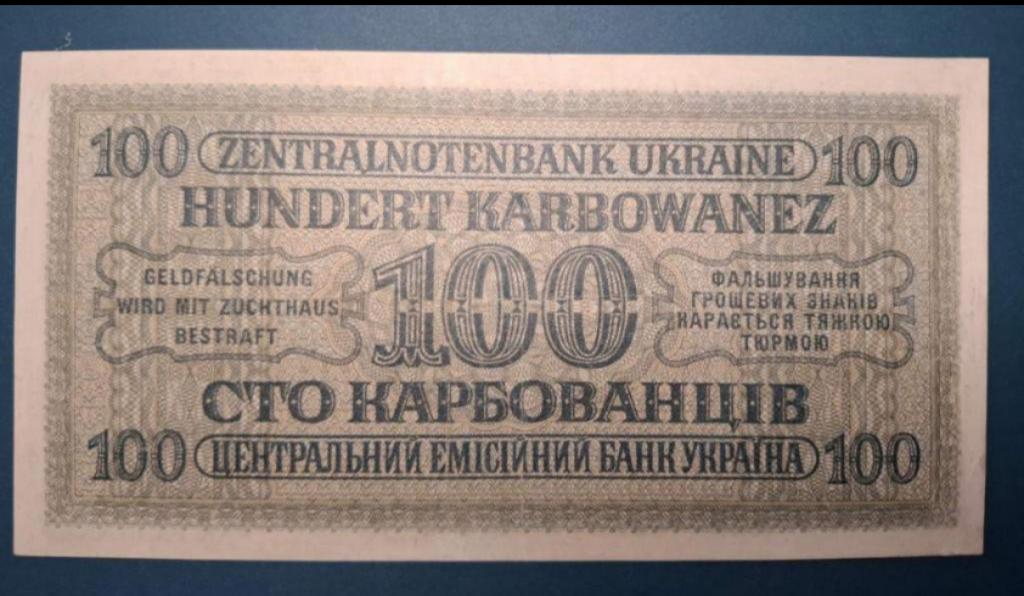 100 ZENTRALNOTENBANK UKRAINE 100
HUNDERT KARBOWANEZ
GELDFÄLSCHUNG
WIRD MIT ZUCHTHAUS
BESTRAFT
100
ФАЛЬШУВАННЯ
ГРОШЕВИХ ЗНАКІВ
КАРАЄТЬСЯ ТЯЖКОЮ
ТЮРМОЮ
СТО КАРБОВАНЦІВ
100 ЦЕНТРАЛЬНИЙ ЕМІСІЙНИЙ БАНК УКРАЇНА 100